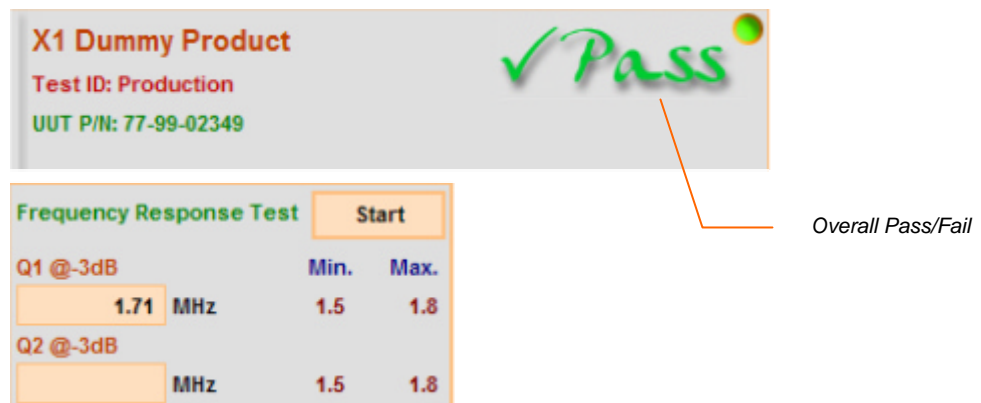 X1 Dummy Product
✓Pass
Test ID: Production
UUT P/N: 77-99-02349
Overall Pass/Fail
Frequency Response Test Start
Q1 @-3dB Min. Max.
1.71 MHz 1.5 1.8
Q2 @-3dB
MHz 1.5 1.8